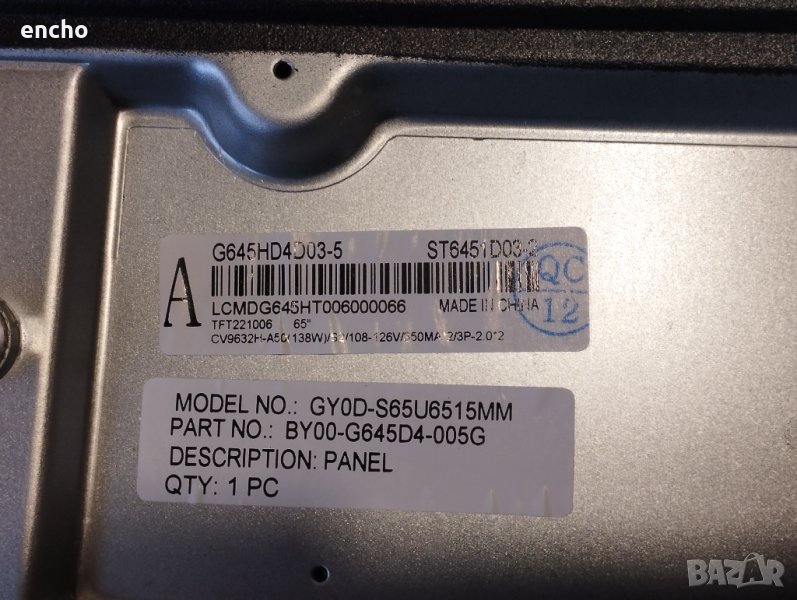 encho
G645HD4D03-5 ST6451D03-
A
LCMDG645HT006000066 MADE IN CHINA
TFT221006 65"
QC
12
MODEL NO.: GY0D-S65U6515MM
PART NO.: BY00-G645D4-005G
DESCRIPTION: PANEL
QTY: 1 PC
BAZAR